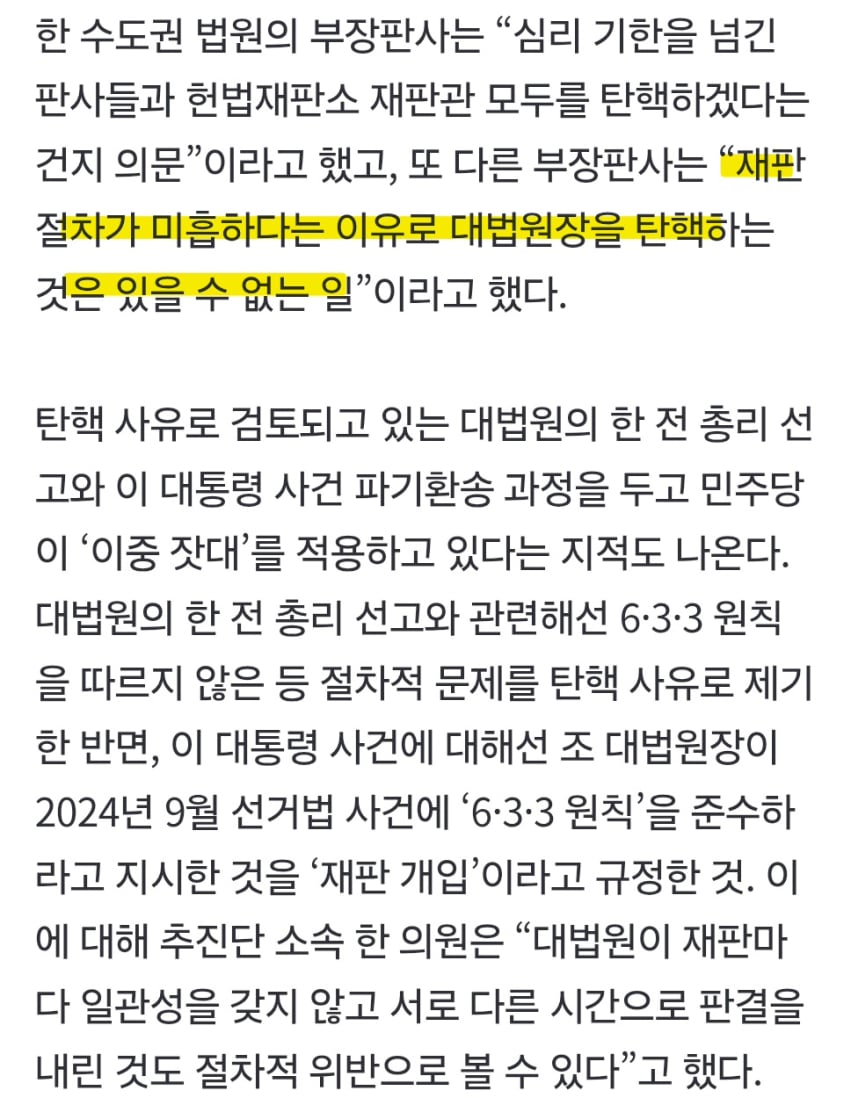 한 수도권 법원의 부장판사는 “심리 기한을 넘긴
판사들과 헌법재판소 재판관 모두를 탄핵하겠다는
건지 의문”이라고 했고, 또 다른 부장판사는 “재판
절차가 미흡하다는 이유로 대법원장을 탄핵하는
것은 있을 수 없는 일”이라고 했다.
탄핵 사유로 검토되고 있는 대법원의 한 전 총리 선
고와 이 대통령 사건 파기환송 과정을 두고 민주당
이 ‘이중 잣대’를 적용하고 있다는 지적도 나온다.
대법원의 한 전 총리 선고와 관련해선 6·3·3 원칙
을 따르지 않은 등 절차적 문제를 탄핵 사유로 제기
한 반면, 이 대통령 사건에 대해선 조 대법원장이
2024년 9월 선거법 사건에 ‘6·3·3 원칙’을 준수하
라고 지시한 것을 ‘재판 개입’이라고 규정한 것. 이
에 대해 추진단 소속 한 의원은 “대법원이 재판마
다 일관성을 갖지 않고 서로 다른 시간으로 판결을
내린 것도 절차적 위반으로 볼 수 있다”고 했다.